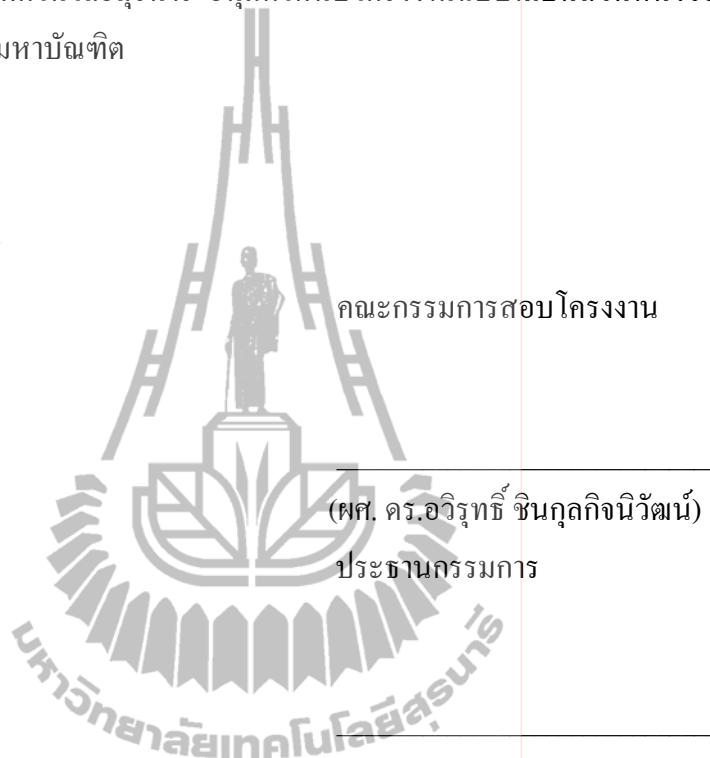 มหาบัณฑิต
คณะกรรมการสอบโครงงาน
(ผศ. ดร.อวิรุทธิ์ ชินกุลกิจนิวัฒน์)
ประธานกรรมการ
มหาวิทยาลัยเทคโนโลยีสุรนารี